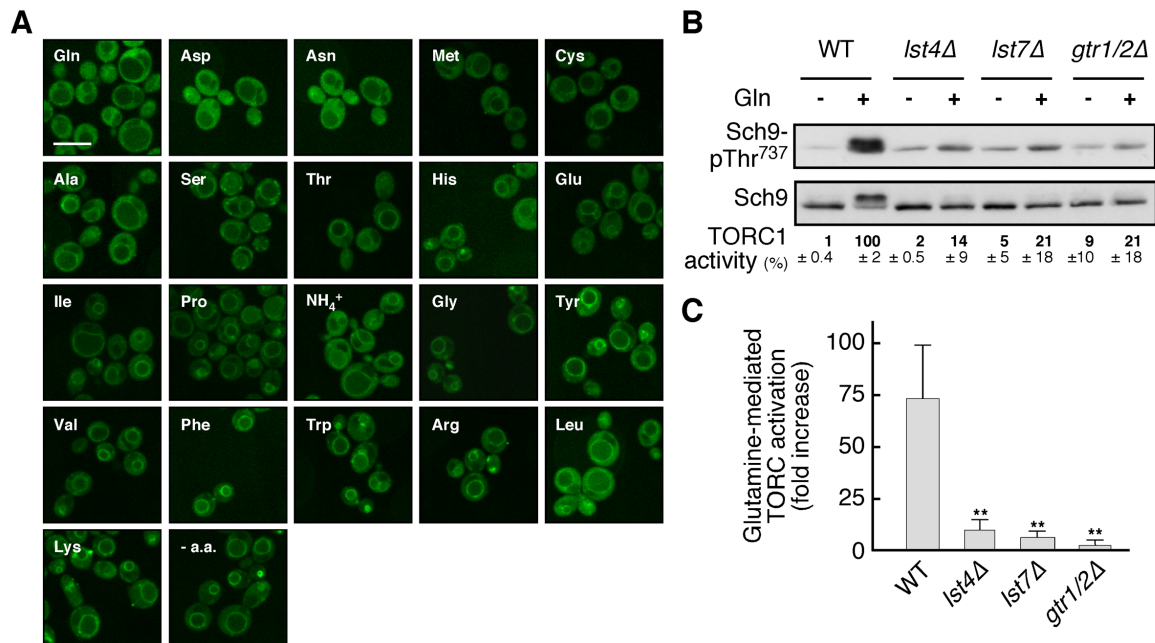 A
Gln Asp Asn Met Cys
Ala Ser Thr His Glu
Ile Pro NH₄⁺ Gly Tyr
Val Phe Trp Arg Leu
Lys - a.a.
B
WT lst4Δ lst7Δ gtr1/2Δ
Gln - + - + - + - +
Sch9-
pThr⁷³⁷
Sch9
TORC1 1 100 2 14 5 21 9 21
activity (%) ± 0.4 ± 2 ± 0.5 ± 9 ± 5 ± 18 ±10 ± 18
C
Glutamine-mediated
TORC activation
(fold increase)
100
75
50
25
0
** ** **
WT lst4Δ lst7Δ gtr1/2Δ